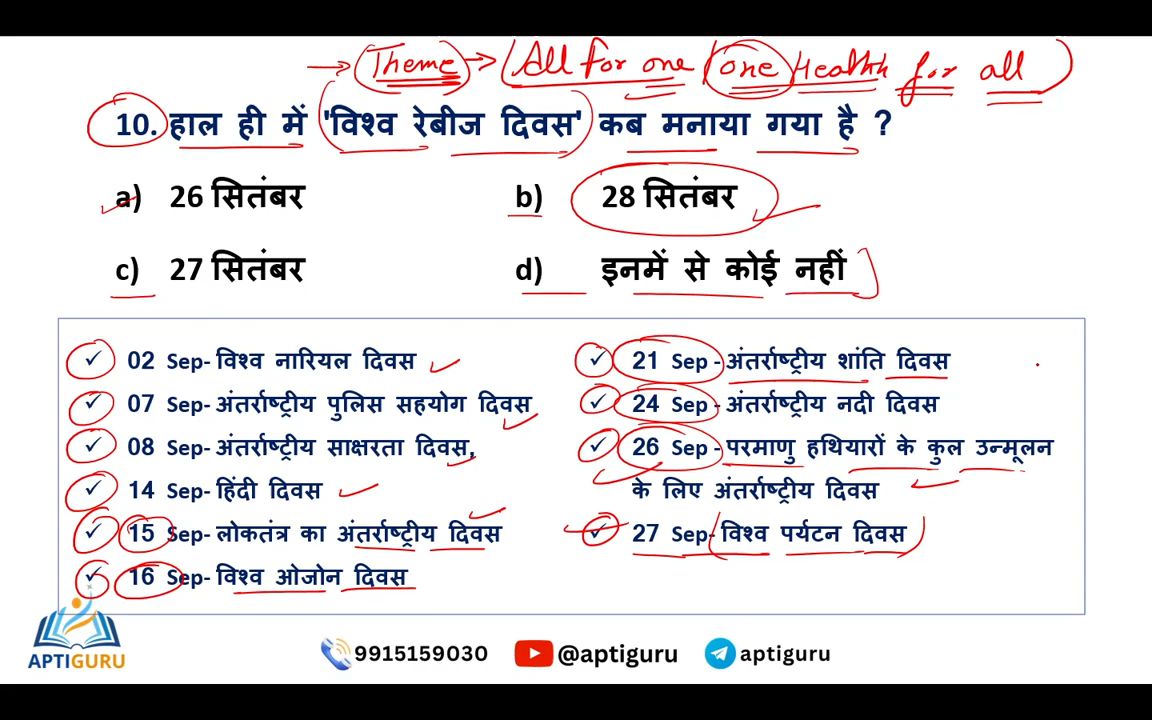 → Theme → (All for one, one Health for all)
10. हाल ही में 'विश्व रेबीज दिवस' कब मनाया गया है ?
a) 26 सितंबर b) 28 सितंबर
c) 27 सितंबर d) इनमें से कोई नहीं
✓ 02 Sep- विश्व नारियल दिवस
✓ 07 Sep- अंतर्राष्ट्रीय पुलिस सहयोग दिवस
✓ 08 Sep- अंतर्राष्ट्रीय साक्षरता दिवस,
✓ 14 Sep- हिंदी दिवस
✓ 15 Sep- लोकतंत्र का अंतर्राष्ट्रीय दिवस
✓ 16 Sep- विश्व ओजोन दिवस
✓ 21 Sep - अंतर्राष्ट्रीय शांति दिवस
✓ 24 Sep - अंतर्राष्ट्रीय नदी दिवस
✓ 26 Sep - परमाणु हथियारों के कुल उन्मूलन
के लिए अंतर्राष्ट्रीय दिवस
✓ 27 Sep- विश्व पर्यटन दिवस
APTIGURU
9915159030 @aptiguru aptiguru